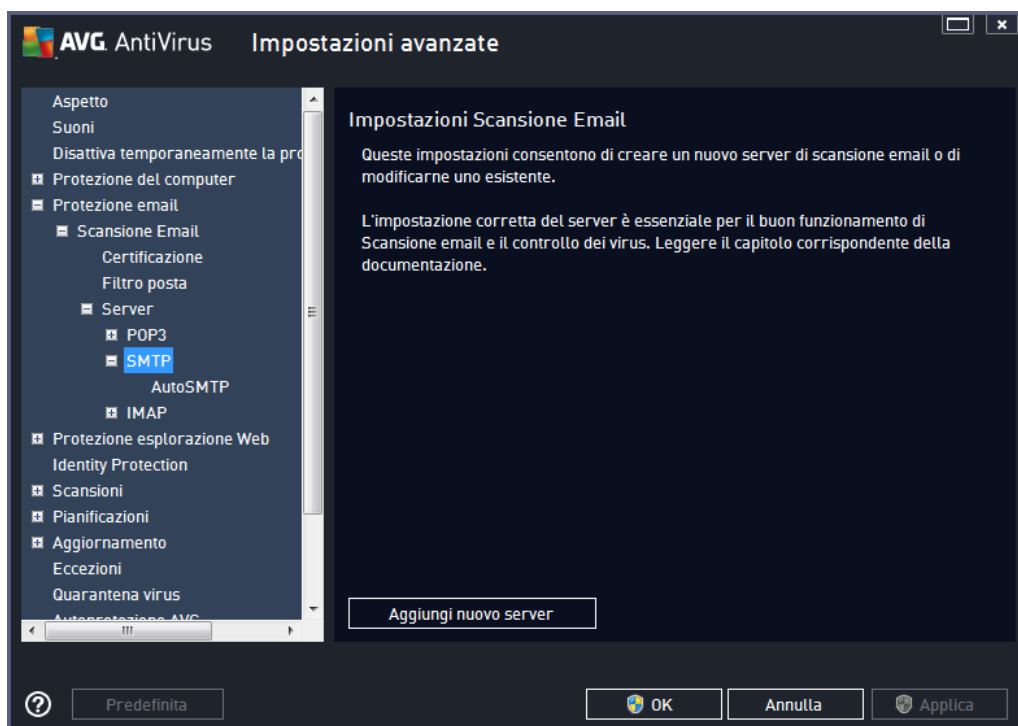 AVG. AntiVirus Impostazioni avanzate
Aspetto
Suoni
Disattiva temporaneamente la pro
Protezione del computer
Protezione email
Scansione Email
Certificazione
Filtro posta
Server
POP3
SMTP
AutoSMTP
IMAP
Protezione esplorazione Web
Identity Protection
Scansioni
Pianificazioni
Aggiornamento
Eccezioni
Quarantena virus
Autoprotezione AVG
Impostazioni Scansione Email
Queste impostazioni consentono di creare un nuovo server di scansione email o di
modificarne uno esistente.
L'impostazione corretta del server è essenziale per il buon funzionamento di
Scansione email e il controllo dei virus. Leggere il capitolo corrispondente della
documentazione.
Aggiungi nuovo server
Predefinita
OK
Annulla
Applica